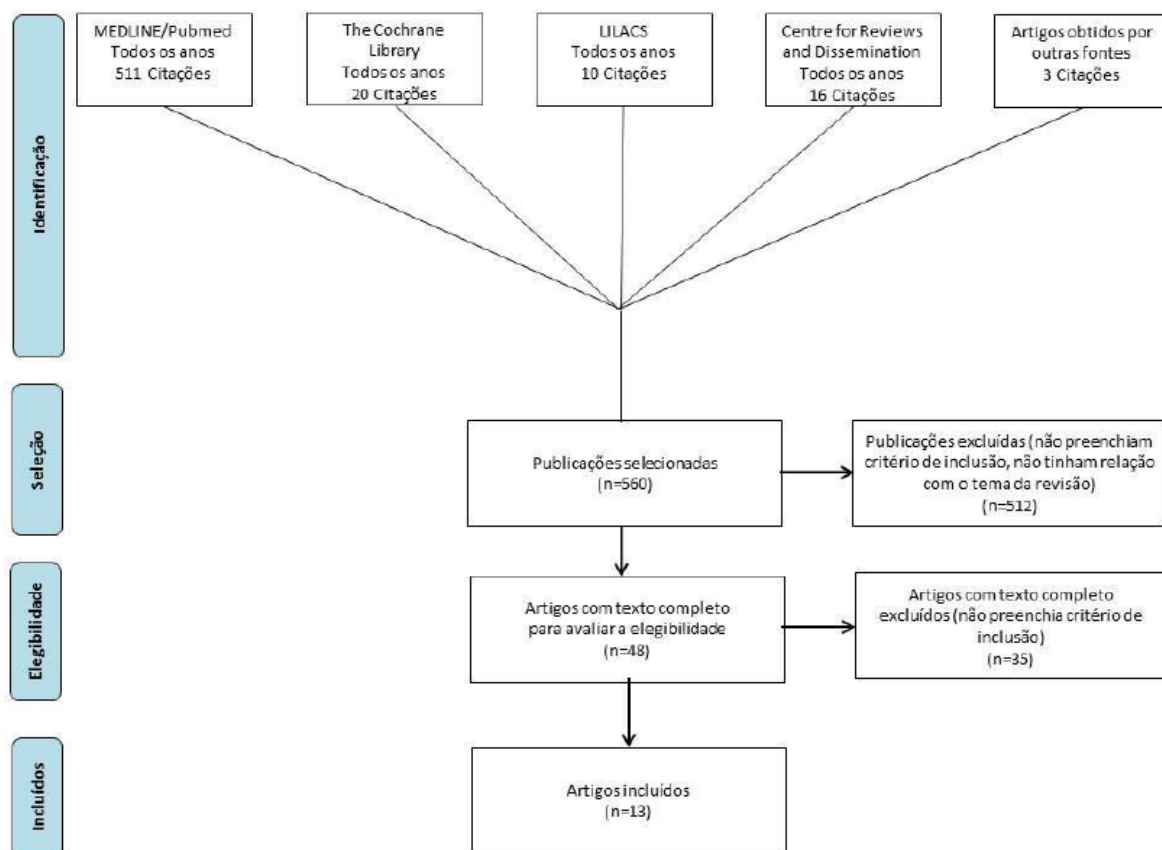 Identificação
MEDLINE/Pubmed
Todos os anos
511 Citações
The Cochrane
Library
Todos os anos
20 Citações
LILACS
Todos os anos
10 Citações
Centre for Reviews
and Dissemination
Todos os anos
16 Citações
Artigos obtidos por
outras fontes
3 Citações
Seleção
Publicações selecionadas
(n=560)
Publicações excluídas (não preenchiam
critério de inclusão, não tinham relação
com o tema da revisão)
(n=512)
Elegibilidade
Artigos com texto completo
para avaliar a elegibilidade
(n=48)
Artigos com texto completo
excluídos (não preenchia critério de
inclusão)
(n=35)
Incluídos
Artigos incluídos
(n=13)